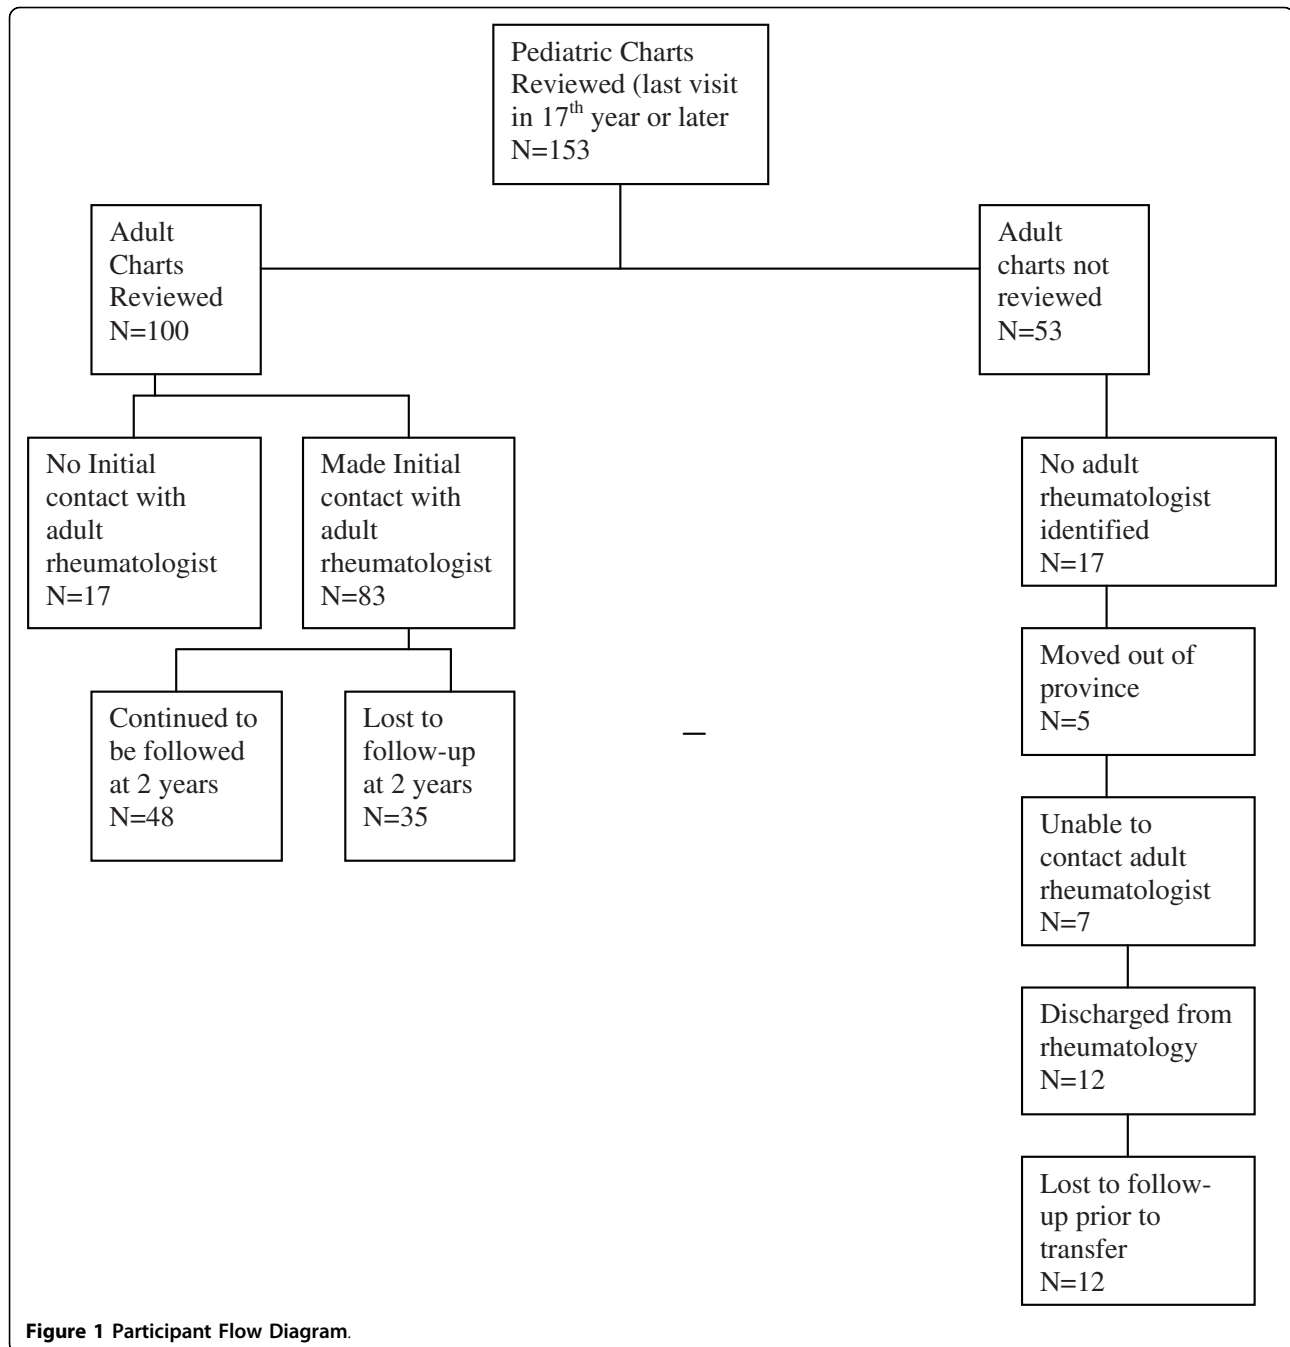 Pediatric Charts
Reviewed (last visit
in 17th year or later
N=153
Adult
Charts
Reviewed
N=100
Adult
charts not
reviewed
N=53
No Initial
contact with
adult
rheumatologist
N=17
Made Initial
contact with
adult
rheumatologist
N=83
No adult
rheumatologist
identified
N=17
Continued to
be followed
at 2 years
N=48
Lost to
follow-up
at 2 years
N=35
Moved out of
province
N=5
Unable to
contact adult
rheumatologist
N=7
Discharged from
rheumatology
N=12
Lost to follow-
up prior to
transfer
N=12
Figure 1 Participant Flow Diagram.